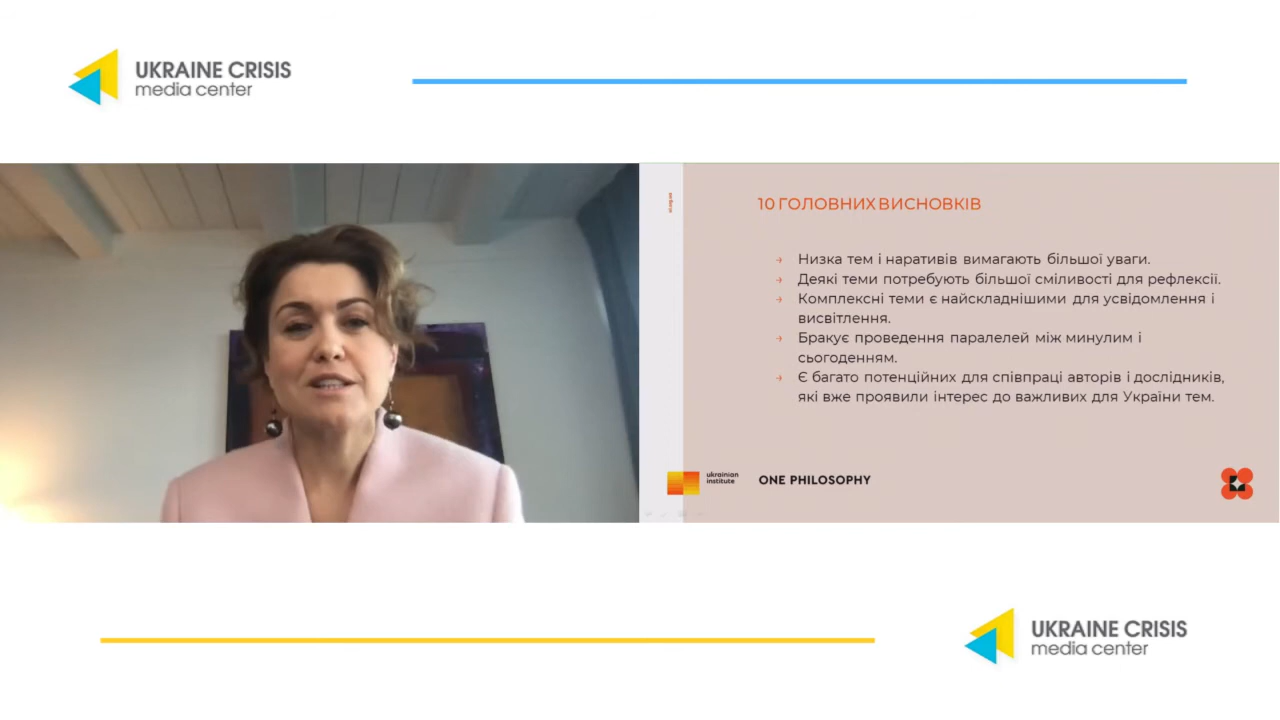 UKRAINE CRISIS
media center
10 ГОЛОВНИХ ВИСНОВКІВ
→ Низка тем і наративів вимагають більшої уваги.
→ Деякі теми потребують більшої сміливості для рефлексії.
→ Комплексні теми є найскладнішими для усвідомлення і
висвітлення.
→ Бракує проведення паралелей між минулим і
сьогоденням.
→ Є багато потенційних для співпраці авторів і дослідників,
які вже проявили інтерес до важливих для України тем.
ukrainian
institute
ONE PHILOSOPHY
UKRAINE CRISIS
media center